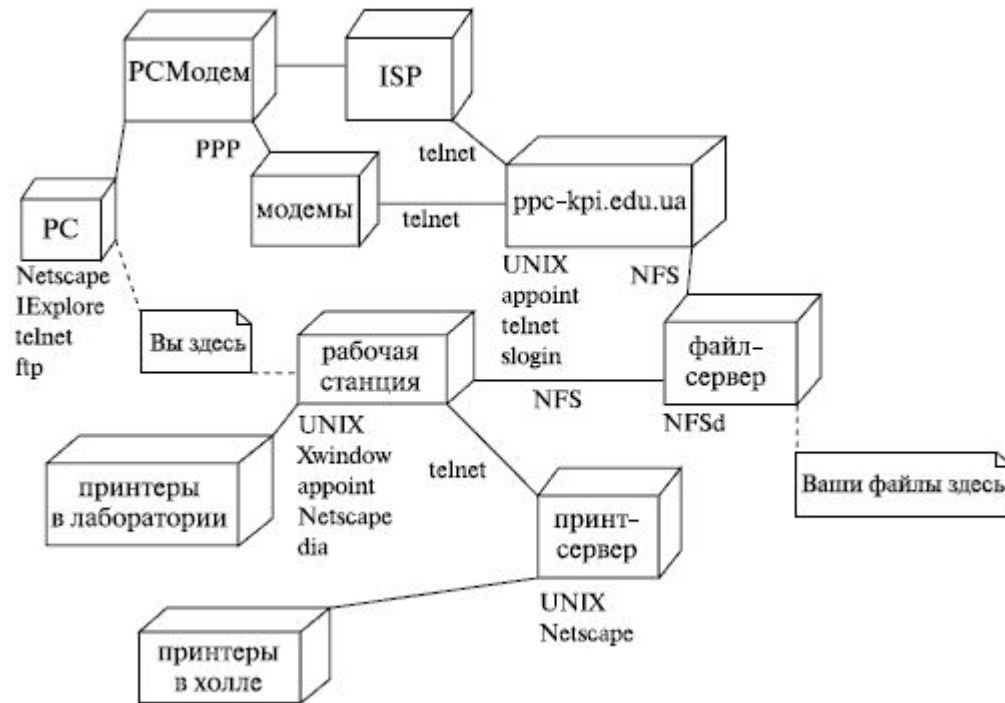 РСМодем
ISP
PPP
telnet
модемы
telnet
ppc-kpi.edu.ua
PC
Netscape
IExplore
telnet
ftp
Вы здесь
рабочая
станция
UNIX
appoint
telnet
slogin
NFS
файл-
сервер
NFS
NFSd
UNIX
Xwindow
appoint
Netscape
dia
telnet
принтеры
в лаборатории
Ваши файлы здесь
принт-
сервер
UNIX
Netscape
принтеры
в холле